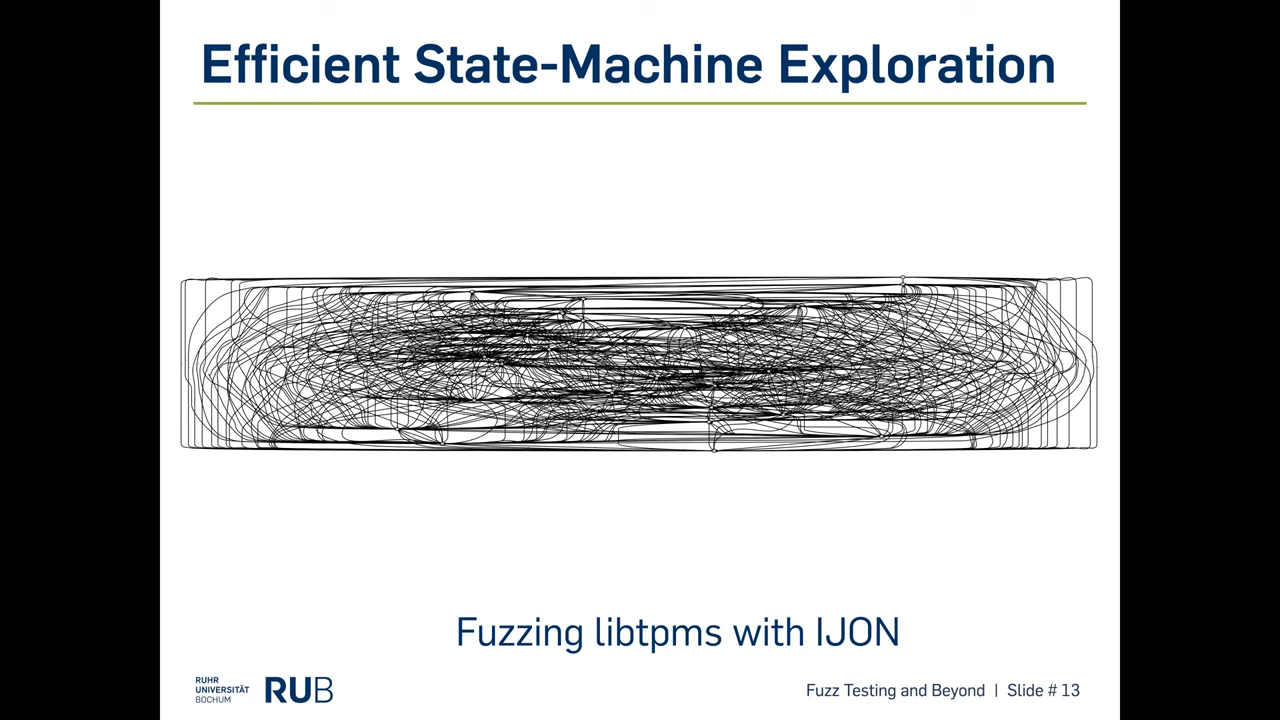 Efficient State-Machine Exploration
Fuzzing libtpms with IJON
RUHR
UNIVERSITÄT
BOCHUM
RUB
Fuzz Testing and Beyond | Slide # 13